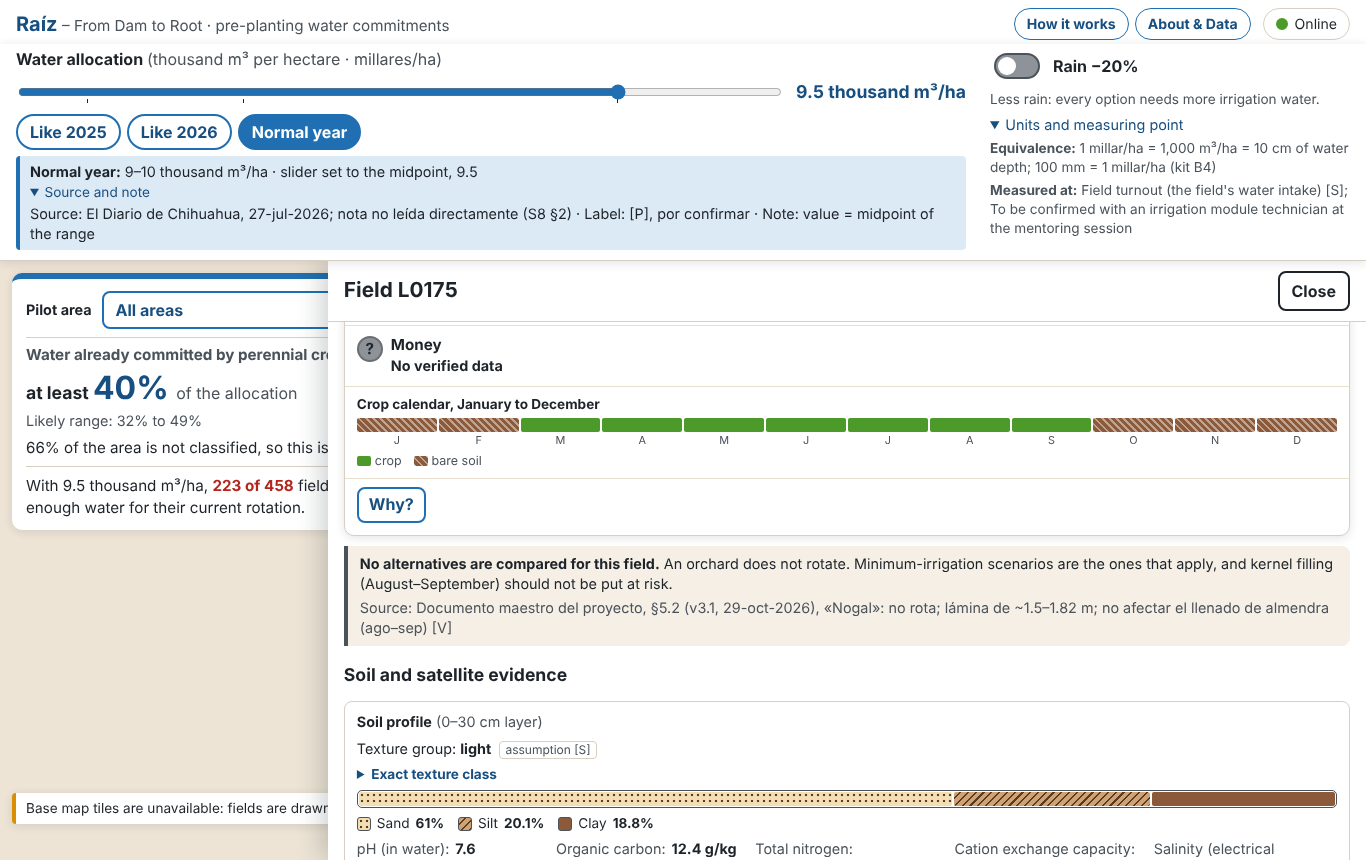 Raíz – From Dam to Root · pre-planting water commitments
How it works
About & Data
Online
Water allocation (thousand m³ per hectare · millares/ha)
9.5 thousand m³/ha
Like 2025
Like 2026
Normal year
Normal year: 9–10 thousand m³/ha · slider set to the midpoint, 9.5
▼ Source and note
Source: El Diario de Chihuahua, 27-jul-2026; nota no leída directamente (S8 §2) · Label: [P], por confirmar · Note: value = midpoint of
the range
Rain −20%
Less rain: every option needs more irrigation water.
▼ Units and measuring point
Equivalence: 1 millar/ha = 1,000 m³/ha = 10 cm of water
depth; 100 mm = 1 millar/ha (kit B4)
Measured at: Field turnout (the field's water intake) [S];
To be confirmed with an irrigation module technician at
the mentoring session
Pilot area
All areas
Water already committed by perennial
at least 40% of the allocation
Likely range: 32% to 49%
66% of the area is not classified, so this is
With 9.5 thousand m³/ha, 223 of 458 field
enough water for their current rotation.
Base map tiles are unavailable: fields are drawn
Field L0175
Close
?
Money
No verified data
Crop calendar, January to December
J F M A M J J A S O N D
crop bare soil
Why?
No alternatives are compared for this field. An orchard does not rotate. Minimum-irrigation scenarios are the ones that apply, and kernel filling
(August–September) should not be put at risk.
Source: Documento maestro del proyecto, §5.2 (v3.1, 29-oct-2026), «Nogal»: no rota; lámina de ~1.5–1.82 m; no afectar el llenado de almendra
(ago–sep) [V]
Soil and satellite evidence
Soil profile (0–30 cm layer)
Texture group: light assumption [S]
▶ Exact texture class
Sand 61% Silt 20.1% Clay 18.8%
pH (in water): 7.6 Organic carbon: 12.4 g/kg Total nitrogen: Cation exchange capacity: Salinity (electrical